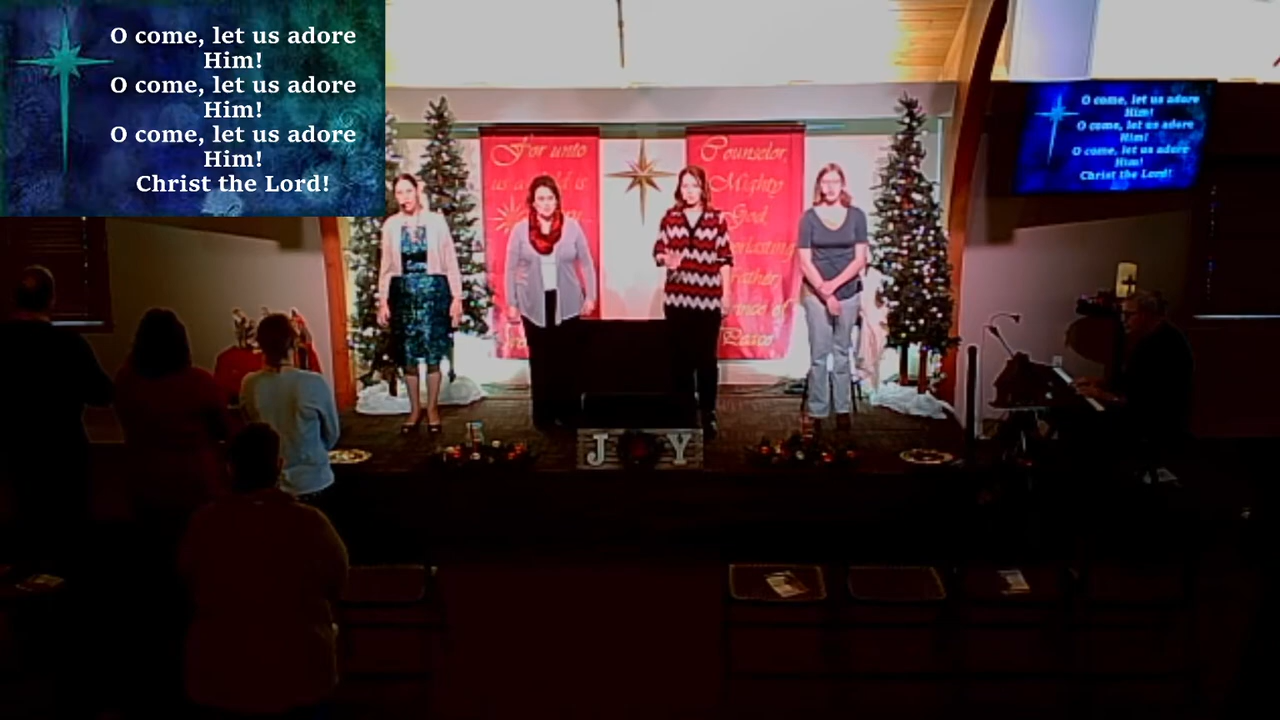 O come, let us adore
Him!
O come, let us adore
Him!
O come, let us adore
Him!
Christ the Lord!
O come, let us adore
Him!
O come, let us adore
Him!
O come, let us adore
Him!
Christ the Lord!
For unto
us a
is
Counselor,
Mighty
God,
Peace
J Y